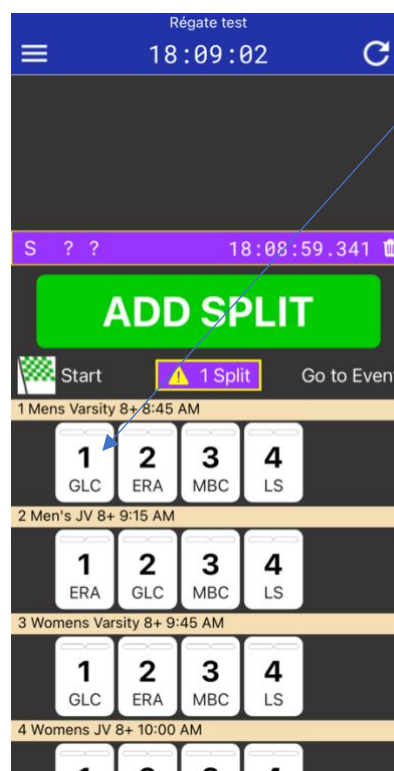 Régate test
18:09:02
S ? ? 18:08:59.341
ADD SPLIT
Start 1 Split Go to Event
1 Mens Varsity 8+ 8:45 AM
1 2 3 4
GLC ERA MBC LS
2 Men's JV 8+ 9:15 AM
1 2 3 4
ERA GLC MBC LS
3 Womens Varsity 8+ 9:45 AM
1 2 3 4
GLC ERA MBC LS
4 Womens JV 8+ 10:00 AM